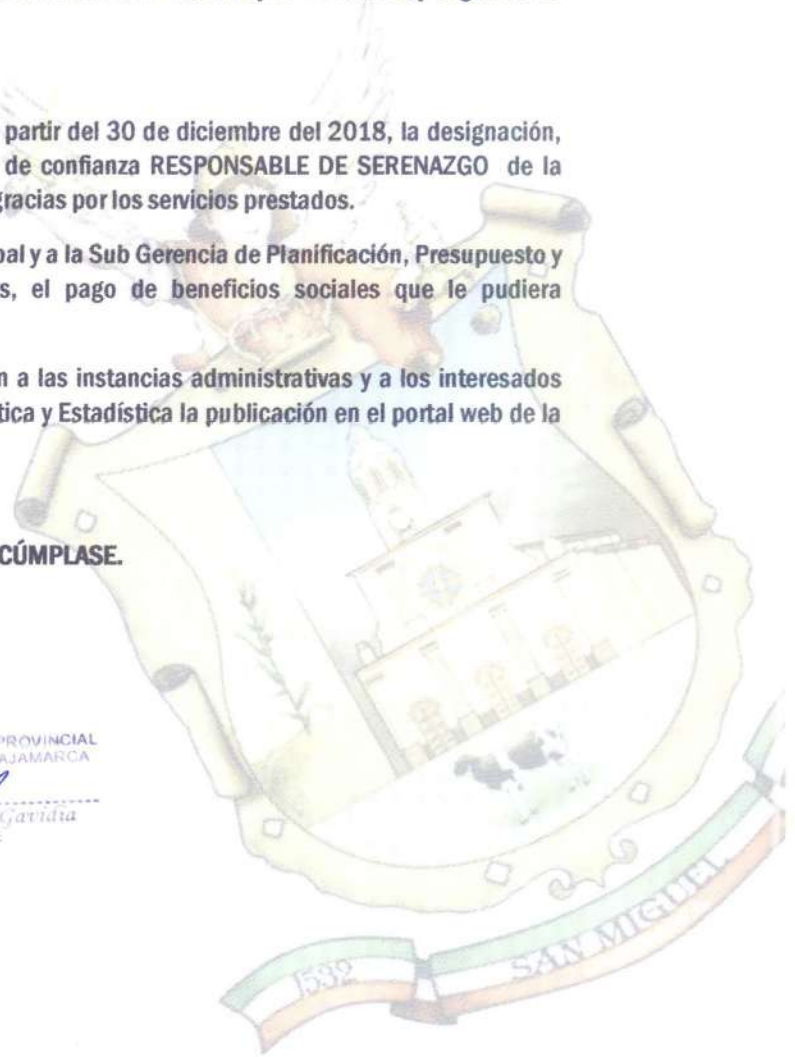 partir del 30 de diciembre del 2018, la designación,
de confianza RESPONSABLE DE SERENAZGO de la
gracias por los servicios prestados.
pal y a la Sub Gerencia de Planificación, Presupuesto y
s, el pago de beneficios sociales que le pudiera
n a las instancias administrativas y a los interesados
tica y Estadística la publicación en el portal web de la
CÚMPLASE.
PROVINCIAL
CAJAMARCA
Gavidia
1532
SAN MIGUEL